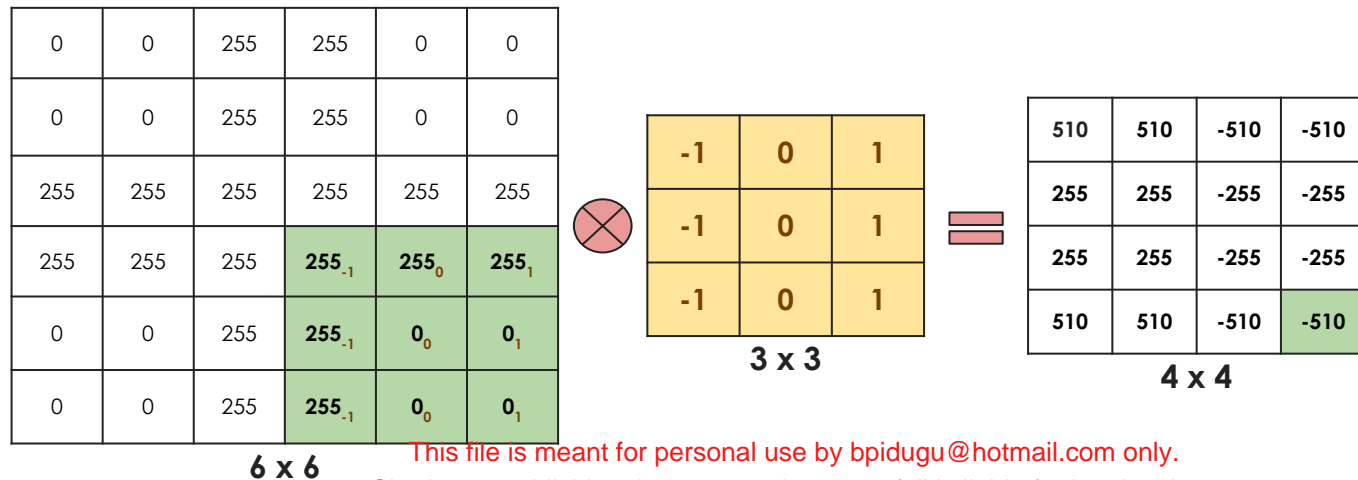 0 0 255 255 0 0
0 0 255 255 0 0
255 255 255 255 255 255
255 255 255 255₋₁ 255₀ 255₁
0 0 255 255₋₁ 0₀ 0₁
0 0 255 255₋₁ 0₀ 0₁
6 x 6
-1 0 1
-1 0 1
-1 0 1
3 x 3
510 510 -510 -510
255 255 -255 -255
255 255 -255 -255
510 510 -510 -510
4 x 4
This file is meant for personal use by bpidugu@hotmail.com only.